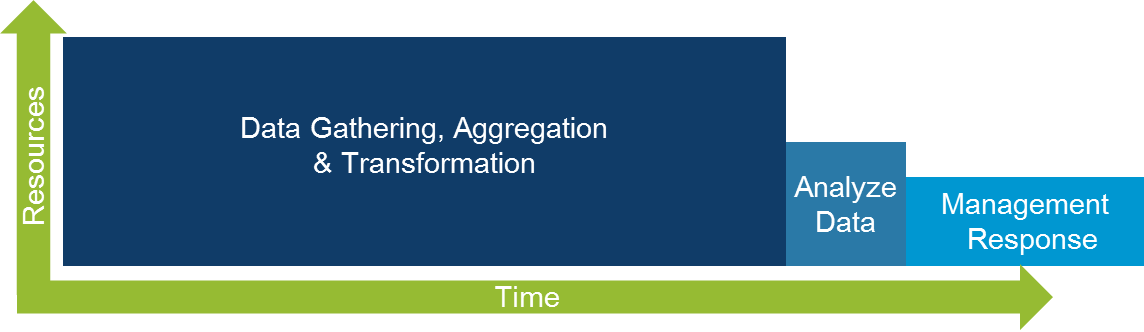 Resources
Data Gathering, Aggregation
& Transformation
Analyze
Data
Management
Response
Time